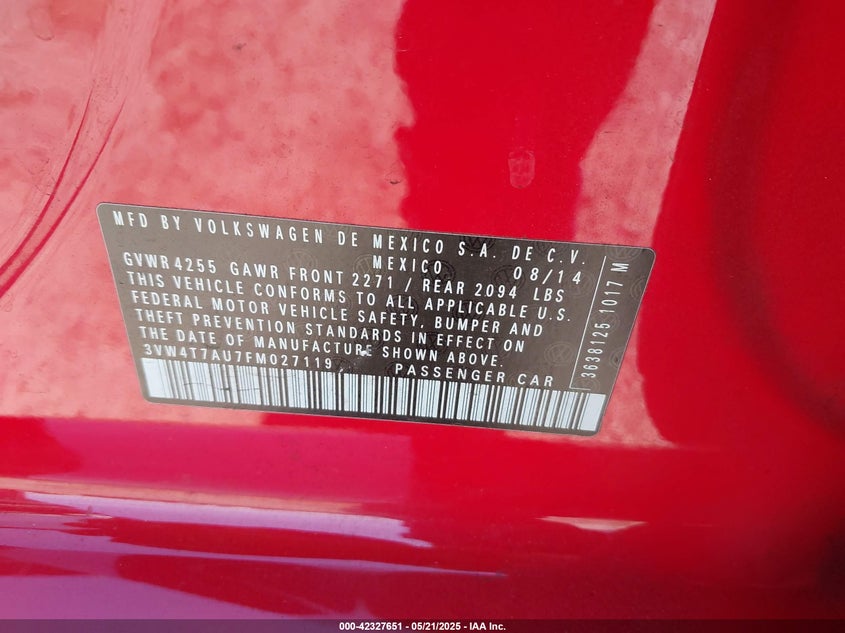 MFD BY VOLKSWAGEN DE MEXICO S.A. DE C.V.
MEXICO 08/14
GVWR 4255 GAWR FRONT 2271 / REAR 2094 LBS
THIS VEHICLE CONFORMS TO ALL APPLICABLE U.S.
FEDERAL MOTOR VEHICLE SAFETY, BUMPER AND
THEFT PREVENTION STANDARDS IN EFFECT ON
THE DATE OF MANUFACTURE SHOWN ABOVE.
3VW4T7AU7FM027119 PASSENGER CAR
3638125 1017 M
000-42327651 - 05/21/2025 - IAA Inc.